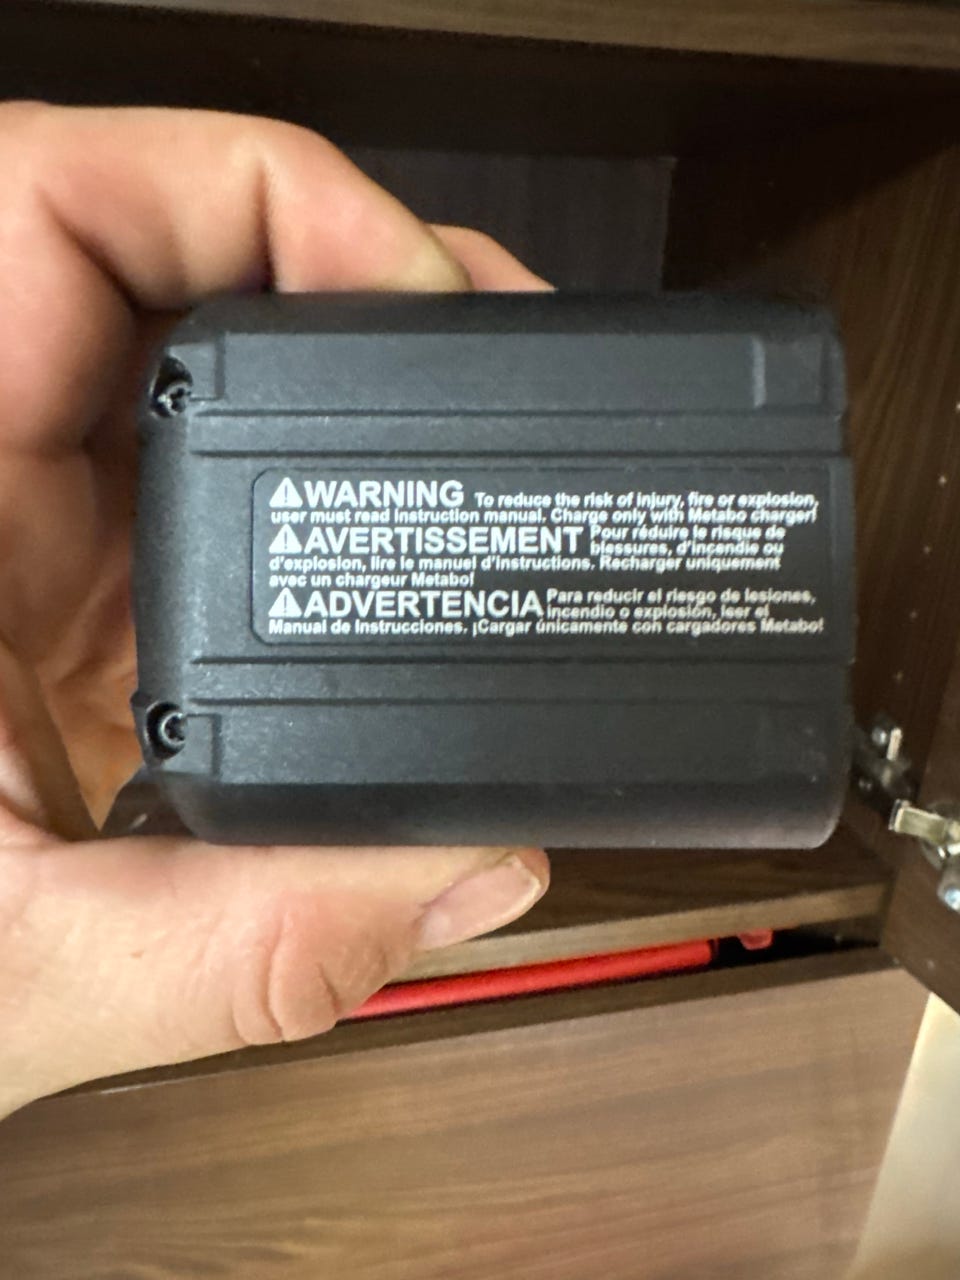 WARNING To reduce the risk of injury, fire or explosion,
user must read instruction manual. Charge only with Metabo charger!
AVERTISSEMENT Pour réduire le risque de
blessures, d'incendie ou
d'explosion, lire le manuel d'instructions. Recharger uniquement
avec un chargeur Metabo!
ADVERTENCIA Para reducir el riesgo de lesiones,
incendio o explosión, leer el
Manual de Instrucciones. ¡Cargar únicamente con cargadores Metabo!